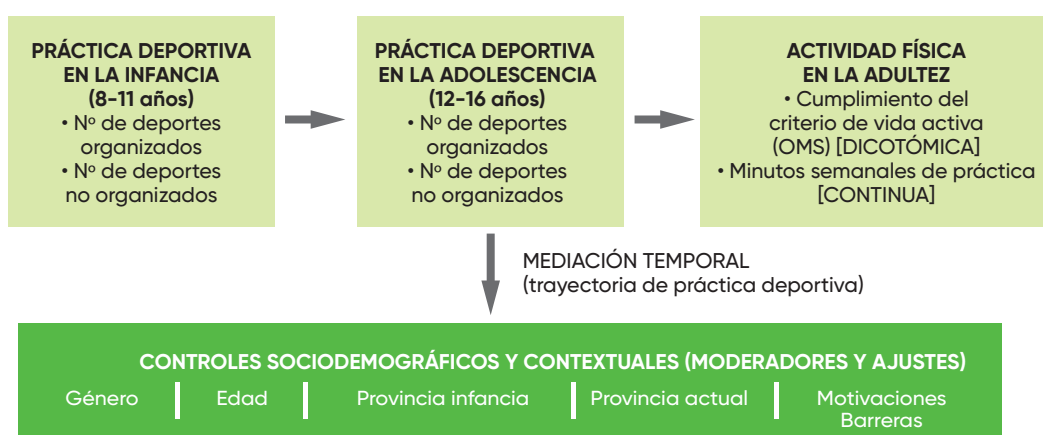 PRÁCTICA DEPORTIVA
EN LA INFANCIA
(8-11 años)
• Nº de deportes
organizados
• Nº de deportes
no organizados
PRÁCTICA DEPORTIVA
EN LA ADOLESCENCIA
(12-16 años)
• Nº de deportes
organizados
• Nº de deportes
no organizados
ACTIVIDAD FÍSICA
EN LA ADULTEZ
• Cumplimiento del
criterio de vida activa
(OMS) [DICOTÓMICA]
• Minutos semanales de práctica
[CONTINUA]
MEDIACIÓN TEMPORAL
(trayectoria de práctica deportiva)
CONTROLES SOCIODEMOGRÁFICOS Y CONTEXTUALES (MODERADORES Y AJUSTES)
Género
Edad
Provincia infancia
Provincia actual
Motivaciones
Barreras